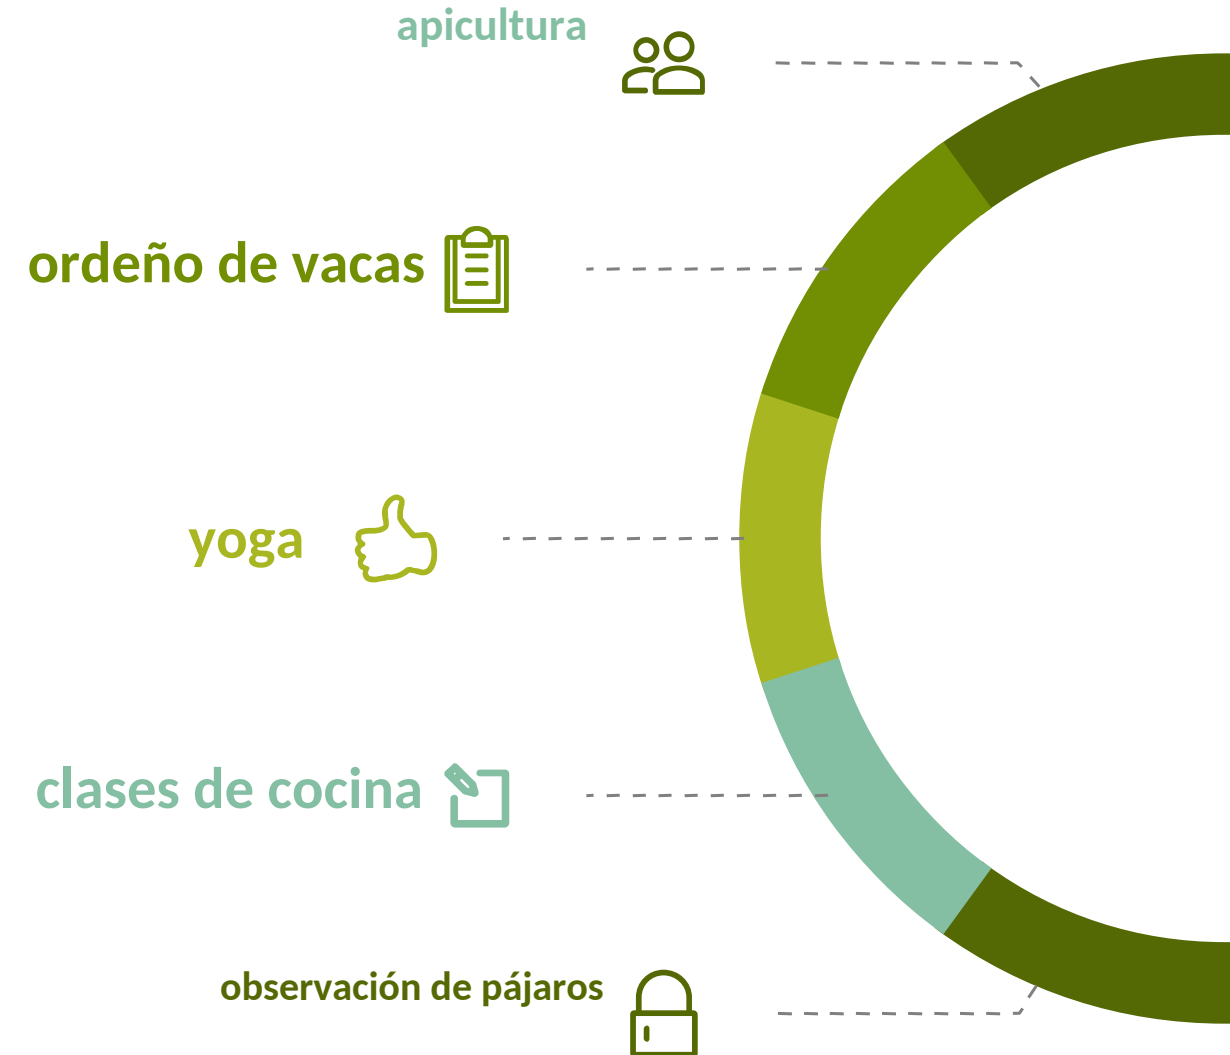 apicultura
ordeño de vacas
yoga
clases de cocina
observación de pájaros